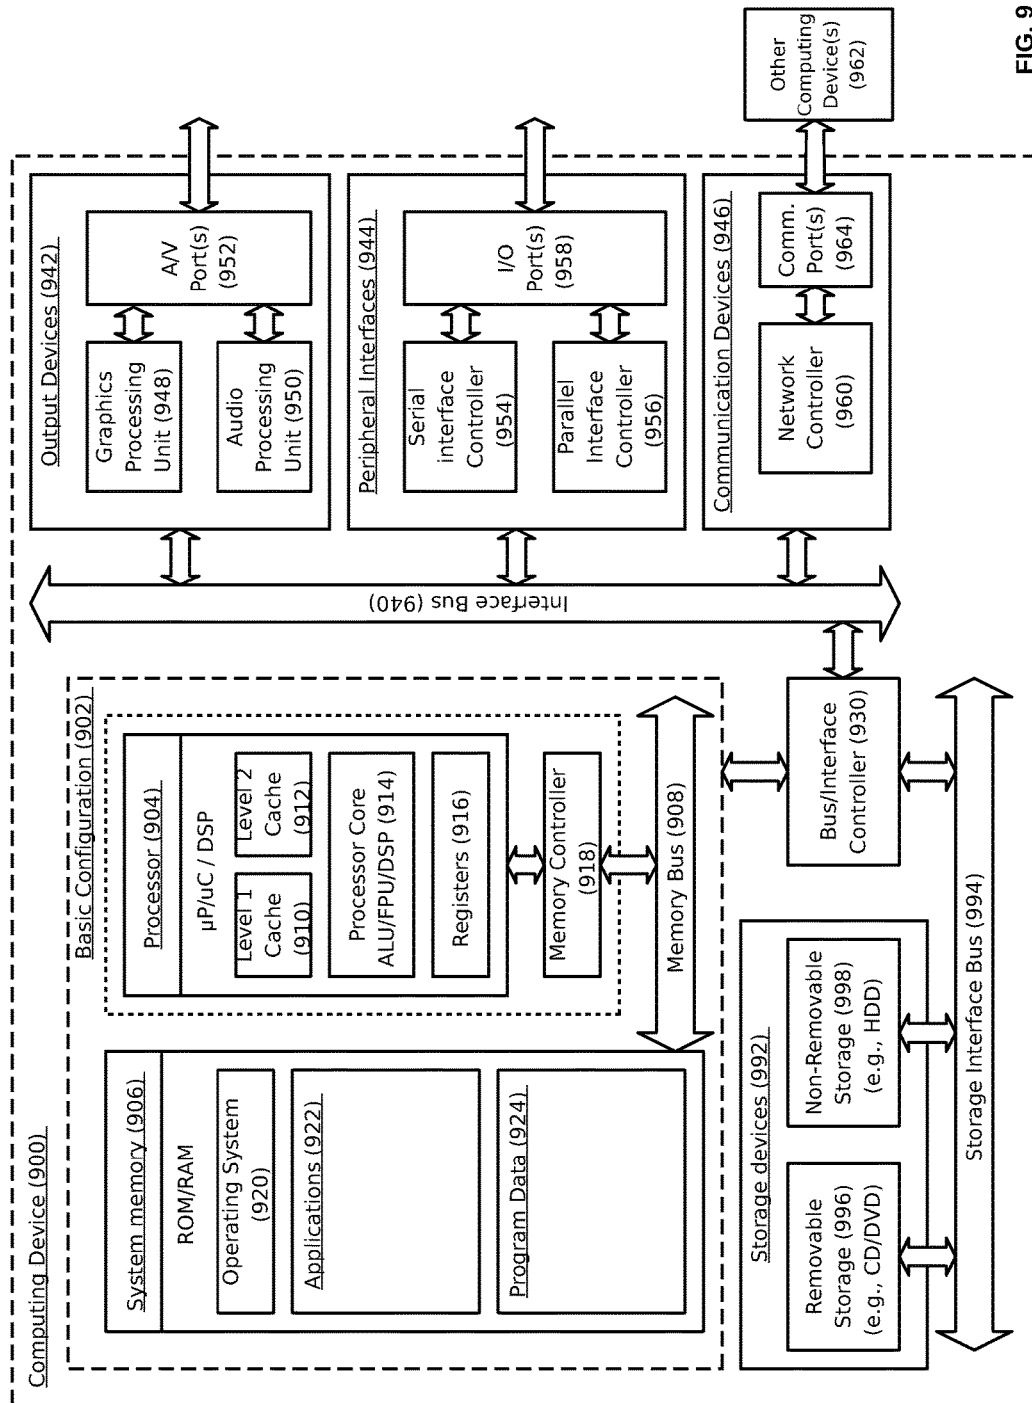 Computing Device (900)
Basic Configuration (902)
System memory (906)
ROM/RAM
Operating System
(920)
Applications (922)
Program Data (924)
Processor (904)
µP/uC / DSP
Level 1
Cache
(910)
Level 2
Cache
(912)
Processor Core
ALU/FPU/DSP (914)
Registers (916)
Memory Controller
(918)
Memory Bus (908)
Storage devices (992)
Removable
Storage (996)
(e.g., CD/DVD)
Non-Removable
Storage (998)
(e.g., HDD)
Bus/Interface
Controller (930)
Storage Interface Bus (994)
Interface Bus (940)
Output Devices (942)
Graphics
Processing
Unit (948)
Audio
Processing
Unit (950)
A/V
Port(s)
(952)
Peripheral Interfaces (944)
Serial
interface
Controller
(954)
Parallel
Interface
Controller
(956)
I/O
Port(s)
(958)
Communication Devices (946)
Network
Controller
(960)
Comm.
Port(s)
(964)
Other
Computing
Device(s)
(962)
FIG. 9